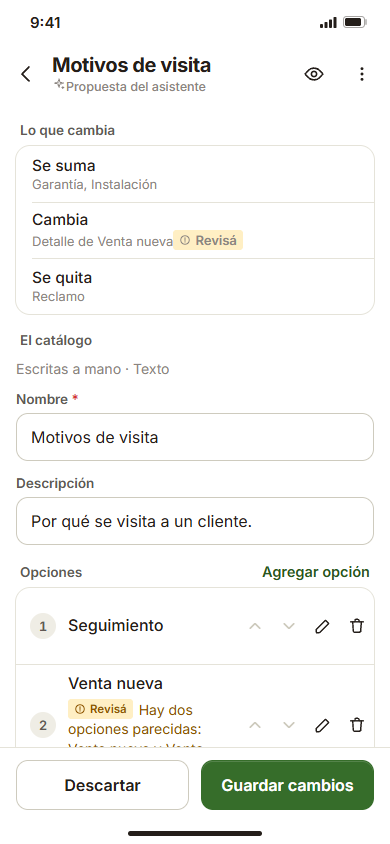 9:41
Motivos de visita
Propuesta del asistente
Lo que cambia
Se suma
Garantía, Instalación
Cambia
Detalle de Venta nueva Revisá
Se quita
Reclamo
El catálogo
Escritas a mano · Texto
Nombre *
Motivos de visita
Descripción
Por qué se visita a un cliente.
Opciones Agregar opción
1 Seguimiento
Venta nueva
2 Revisá Hay dos
opciones parecidas:
Descartar Guardar cambios